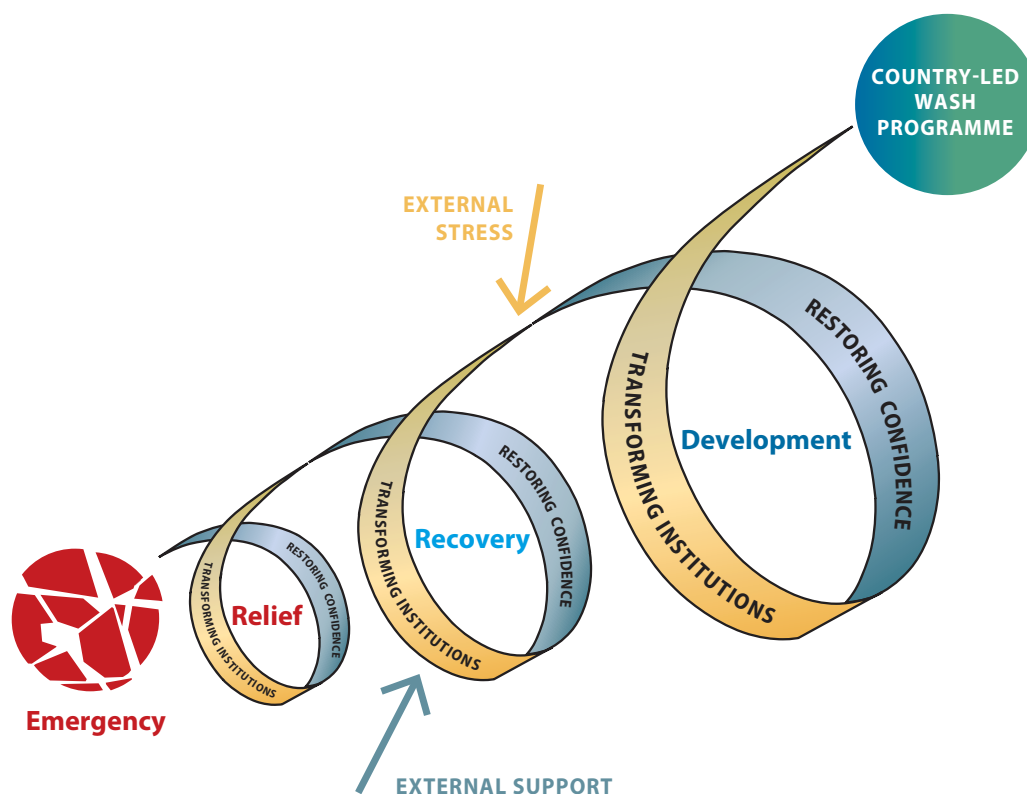 COUNTRY-LED
WASH
PROGRAMME
EXTERNAL
STRESS
RESTORING CONFIDENCE
TRANSFORMING INSTITUTIONS
Development
RESTORING CONFIDENCE
TRANSFORMING INSTITUTIONS
Recovery
RESTORING CONFIDENCE
TRANSFORMING INSTITUTIONS
Relief
Emergency
EXTERNAL SUPPORT